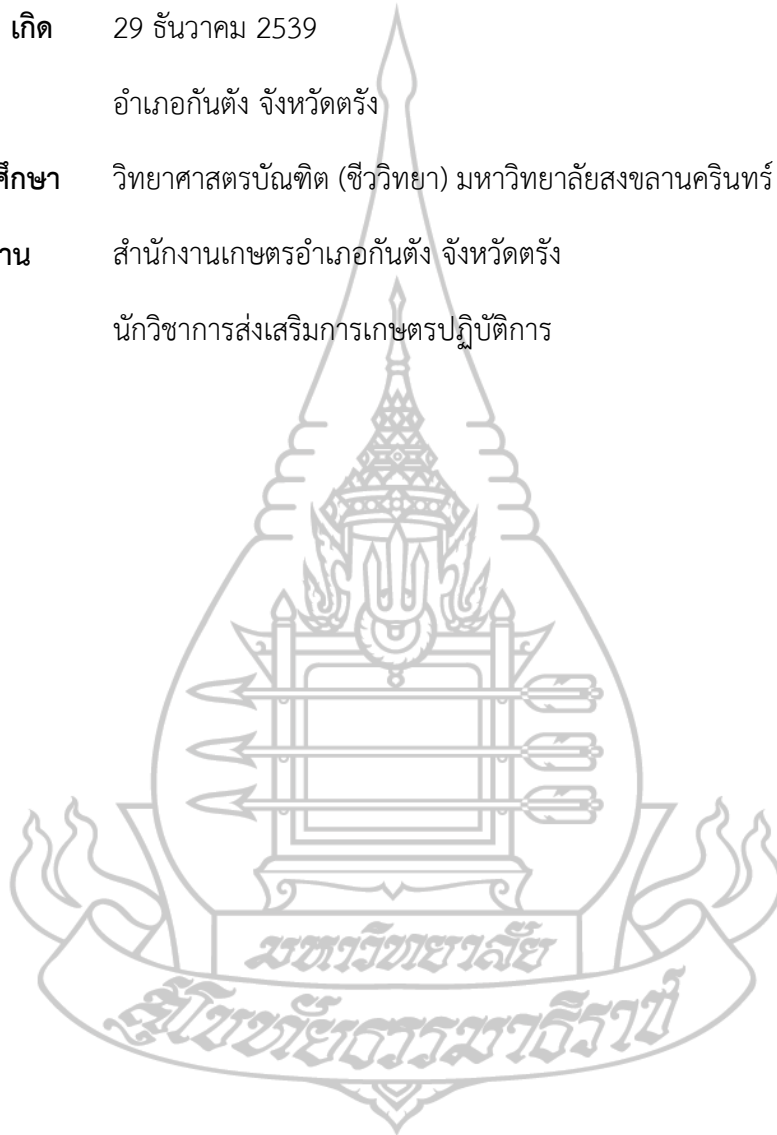 เกิด 29 ธันวาคม 2539
อำเภอกันตัง จังหวัดตรัง
ศึกษา วิทยาศาสตรบัณฑิต (ชีววิทยา) มหาวิทยาลัยสงขลานครินทร์
าน สำนักงานเกษตรอำเภอกันตัง จังหวัดตรัง
นักวิชาการส่งเสริมการเกษตรปฏิบัติการ
มหาวิทยาลัย
สุโขทัยธรรมาธิราช